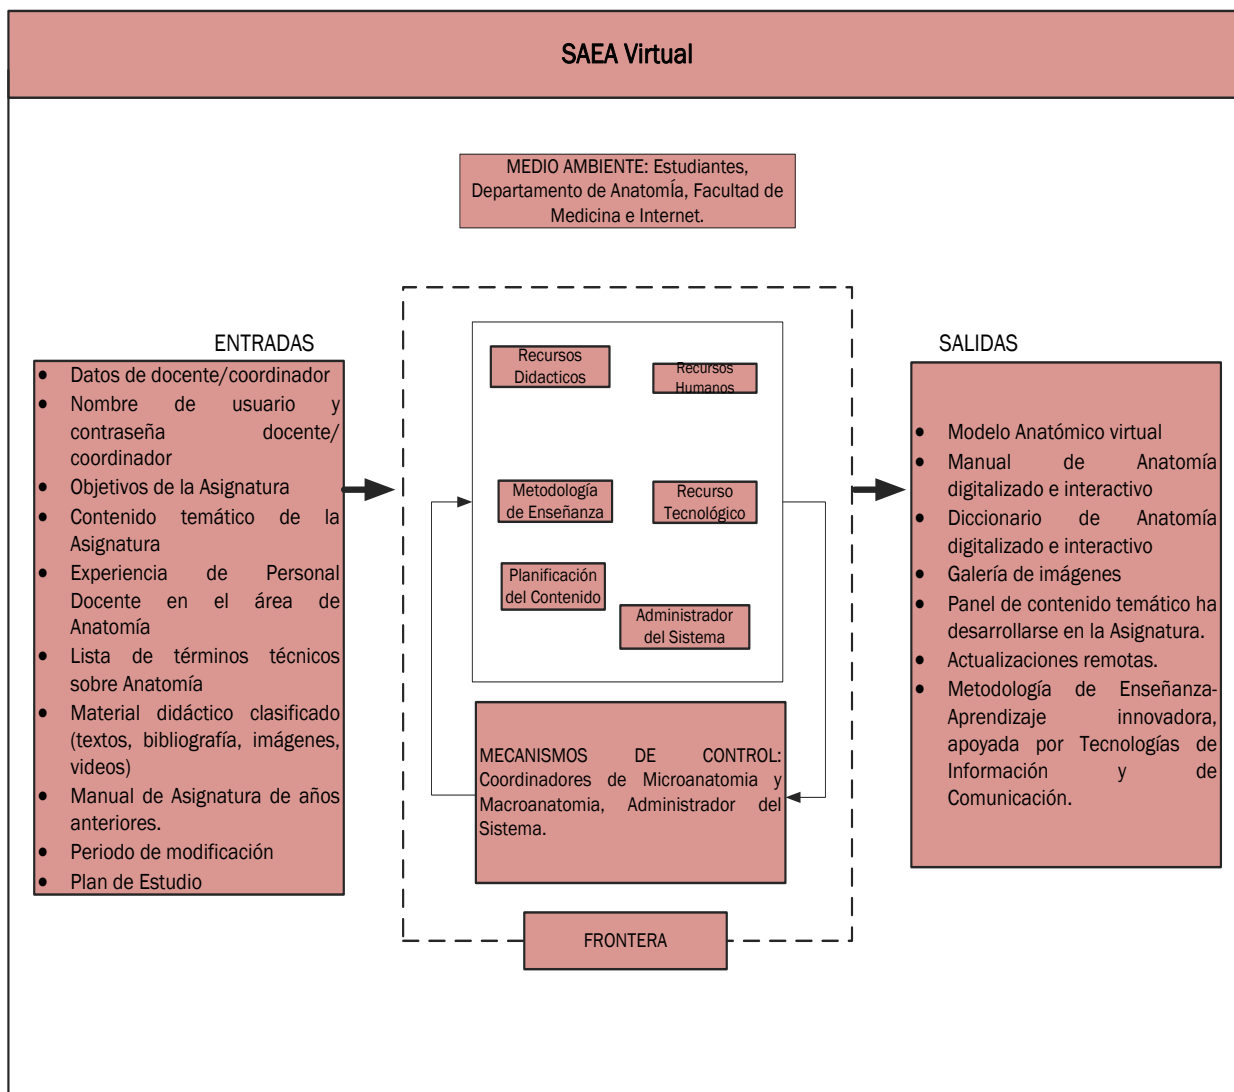 SAEA Virtual
MEDIO AMBIENTE: Estudiantes,
Departamento de Anatomía, Facultad de
Medicina e Internet.
ENTRADAS
• Datos de docente/coordinador
• Nombre de usuario y
contraseña docente/
coordinador
• Objetivos de la Asignatura
• Contenido temático de la
Asignatura
• Experiencia de Personal
Docente en el área de
Anatomía
• Lista de términos técnicos
sobre Anatomía
• Material didáctico clasificado
(textos, bibliografía, imágenes,
videos)
• Manual de Asignatura de años
anteriores.
• Periodo de modificación
• Plan de Estudio
Recursos
Didacticos
Recursos
Humanos
Metodología
de Enseñanza
Recurso
Tecnológico
Planificación
del Contenido
Administrador
del Sistema
MECANISMOS DE CONTROL:
Coordinadores de Microanatomia y
Macroanatomia, Administrador del
Sistema.
FRONTERA
SALIDAS
• Modelo Anatómico virtual
• Manual de Anatomía
digitalizado e interactivo
• Diccionario de Anatomía
digitalizado e interactivo
• Galería de imágenes
• Panel de contenido temático ha
desarrollarse en la Asignatura.
• Actualizaciones remotas.
• Metodología de Enseñanza-
Aprendizaje innovadora,
apoyada por Tecnologías de
Información y de
Comunicación.